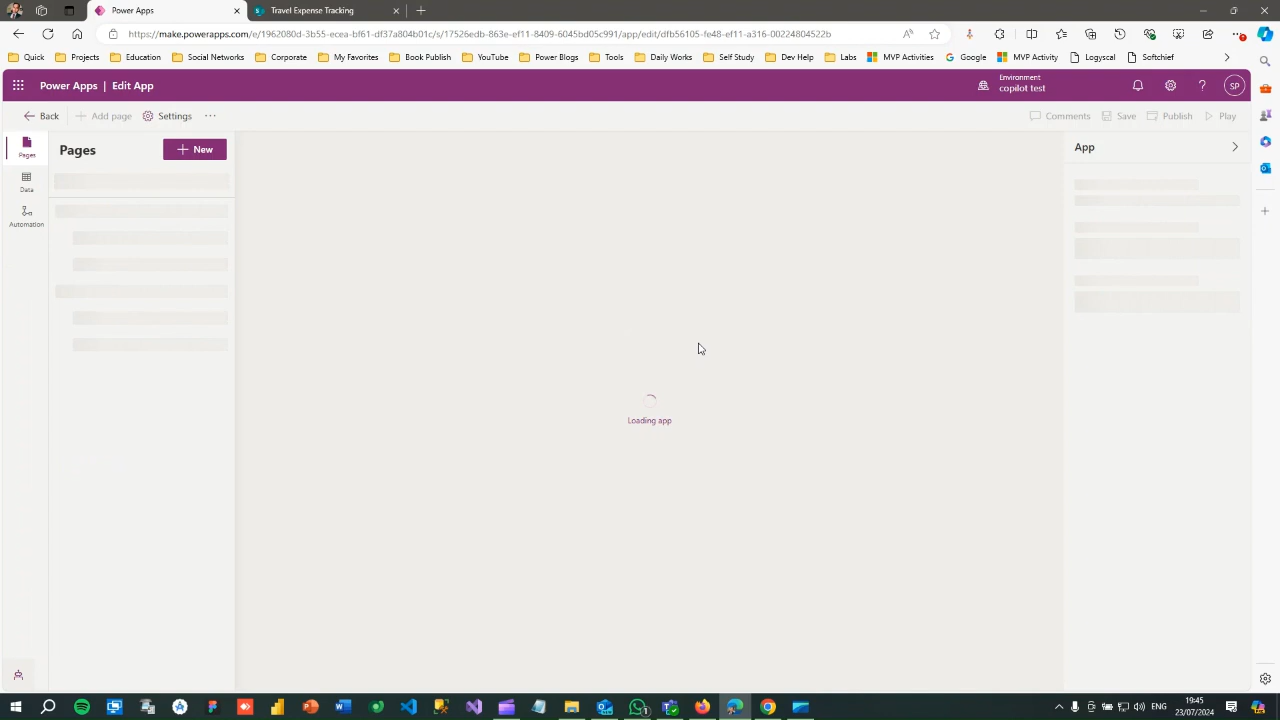 Power Apps
Travel Expense Tracking
https://make.powerapps.com/e/1962080d-3b55-ecea-bf61-df37a804b01c/s/17526edb-863e-ef11-8409-6045bd05c991/app/edit/dfb56105-fe48-ef11-a316-00224804522b
Quick
Projects
Education
Social Networks
Corporate
My Favorites
Book Publish
YouTube
Power Blogs
Tools
Daily Works
Self Study
Dev Help
Labs
MVP Activities
Google
MVP Activity
Logyscal
Softchief
Power Apps | Edit App
Environment
copilot test
SP
Back
Add page
Settings
Comments
Save
Publish
Play
Pages
Data
Automation
Pages
New
App
Loading app
ENG
19:45
23/07/2024